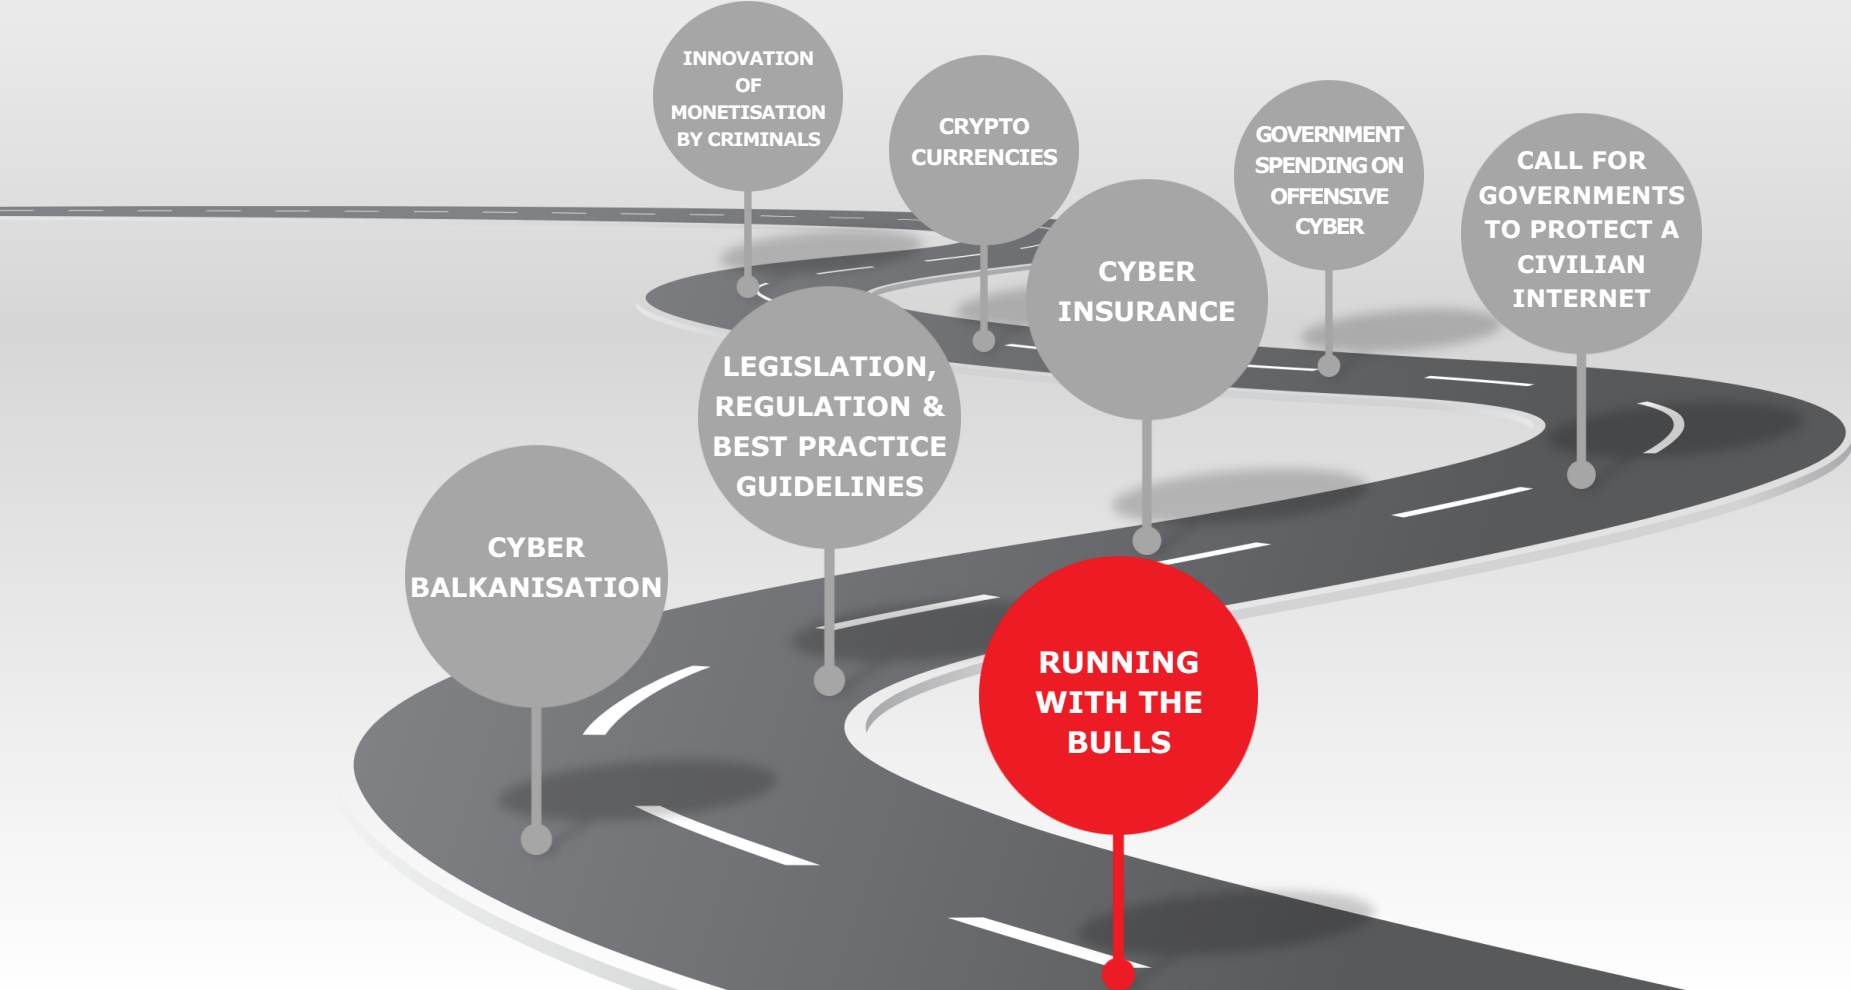 INNOVATION
OF
MONETISATION
BY CRIMINALS
CRYPTO
CURRENCIES
GOVERNMENT
SPENDING ON
OFFENSIVE
CYBER
CALL FOR
GOVERNMENTS
TO PROTECT A
CIVILIAN
INTERNET
CYBER
INSURANCE
LEGISLATION,
REGULATION &
BEST PRACTICE
GUIDELINES
CYBER
BALKANISATION
RUNNING
WITH THE
BULLS